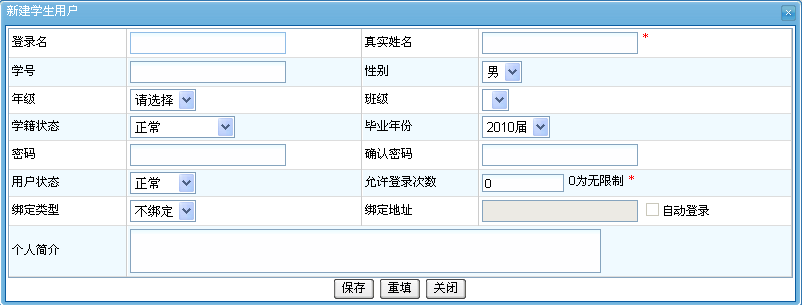 新建学生用户
登录名 真实姓名 *
学号 性别 男
年级 请选择 班级
学籍状态 正常 毕业年份 2010届
密码 确认密码
用户状态 正常 允许登录次数 0 0为无限制 *
绑定类型 不绑定 绑定地址 自动登录
个人简介
保存 重填 关闭